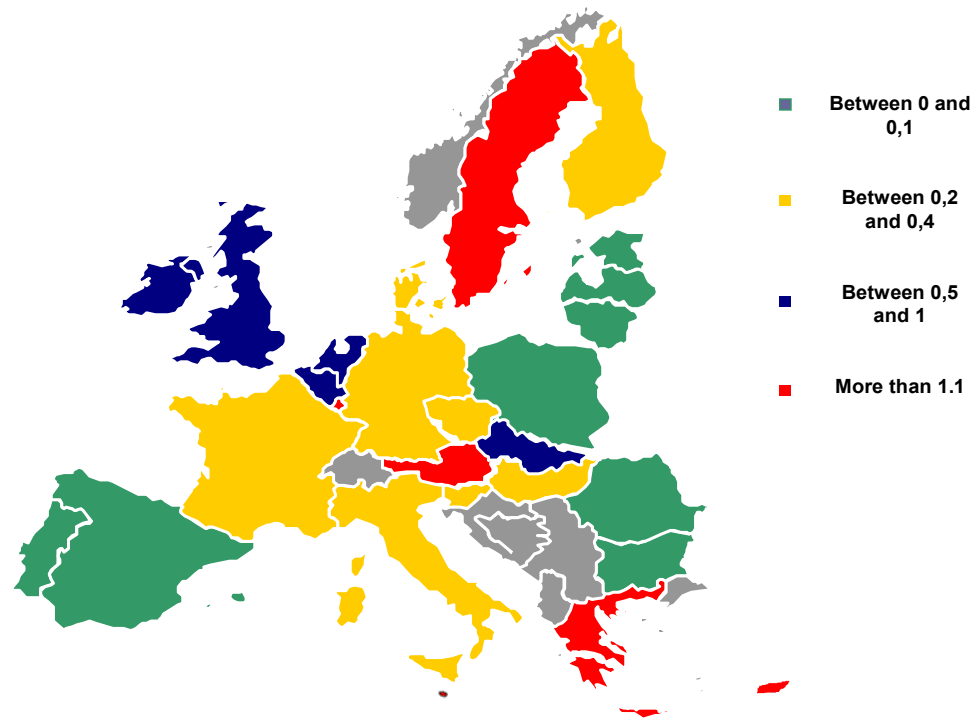 Between 0 and
0,1
Between 0,2
and 0,4
Between 0,5
and 1
More than 1.1